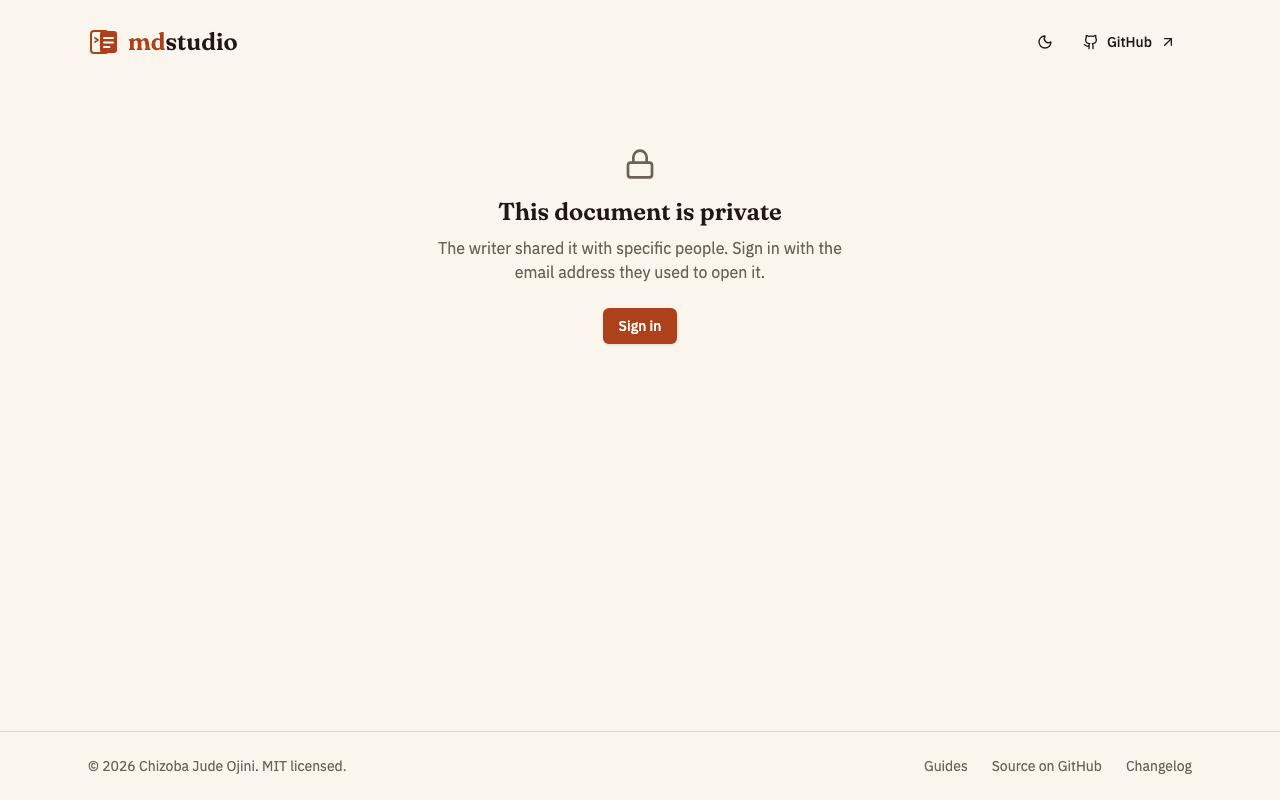 mdstudio
GitHub
This document is private
The writer shared it with specific people. Sign in with the
email address they used to open it.
Sign in
© 2026 Chizoba Jude Ojini. MIT licensed.
Guides
Source on GitHub
Changelog